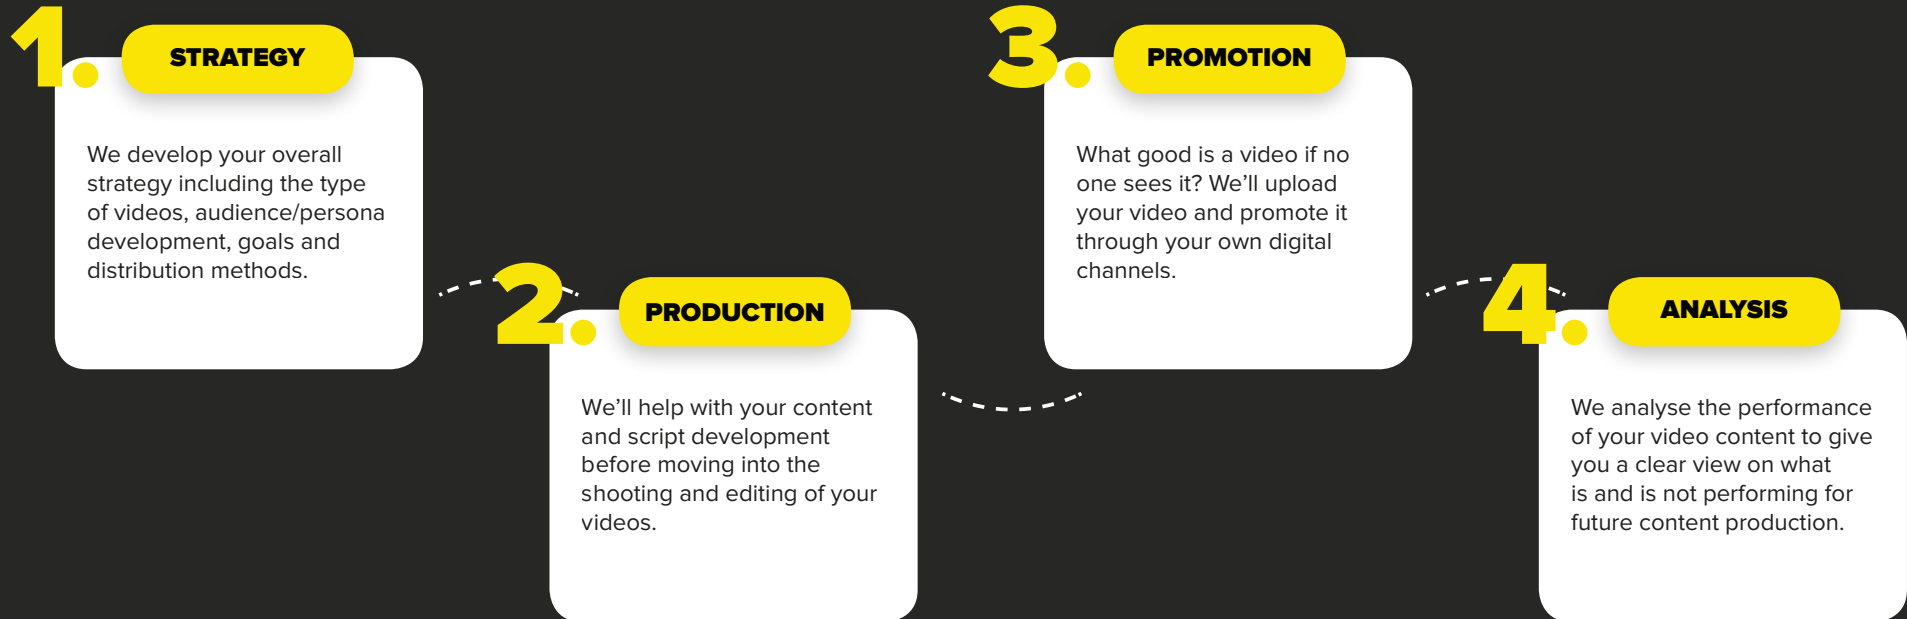 1.
STRATEGY
We develop your overall
strategy including the type
of videos, audience/persona
development, goals and
distribution methods.
2.
PRODUCTION
We’ll help with your content
and script development
before moving into the
shooting and editing of your
videos.
3.
PROMOTION
What good is a video if no
one sees it? We’ll upload
your video and promote it
through your own digital
channels.
4.
ANALYSIS
We analyse the performance
of your video content to give
you a clear view on what
is and is not performing for
future content production.